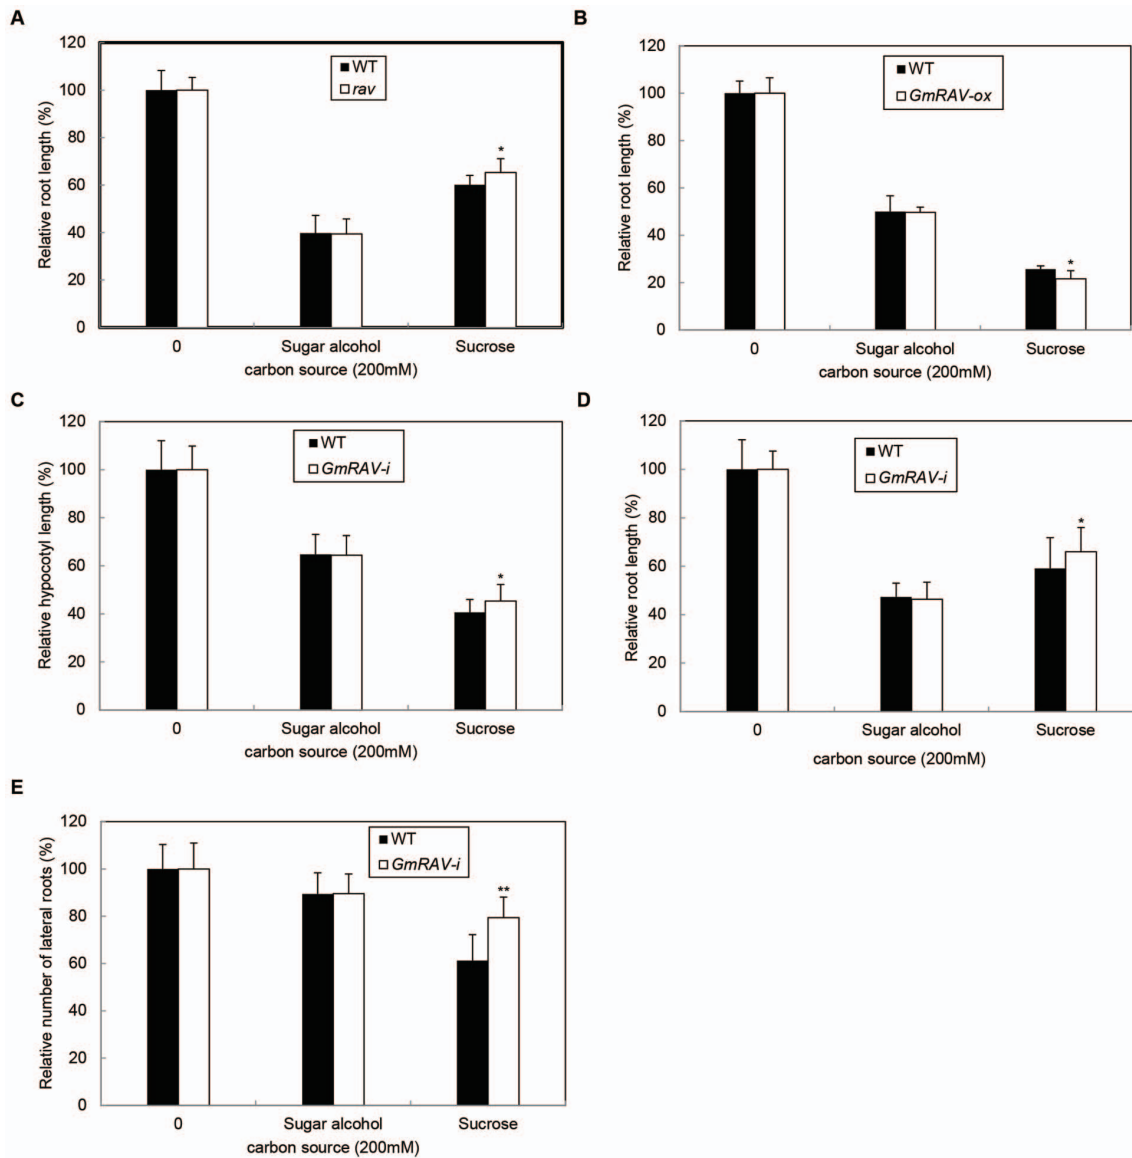 A
Relative root length (%)
120
100
80
60
40
20
0
WT
rav
*
0 Sugar alcohol Sucrose
carbon source (200mM)
B
Relative root length (%)
120
100
80
60
40
20
0
WT
GmRAV-ox
*
0 Sugar alcohol Sucrose
carbon source (200mM)
C
Relative hypocotyl length (%)
120
100
80
60
40
20
0
WT
GmRAV-i
*
0 Sugar alcohol Sucrose
carbon source (200mM)
D
Relative root length (%)
120
100
80
60
40
20
0
WT
GmRAV-i
*
0 Sugar alcohol Sucrose
carbon source (200mM)
E
Relative number of lateral roots (%)
120
100
80
60
40
20
0
WT
GmRAV-i
**
0 Sugar alcohol Sucrose
carbon source (200mM)